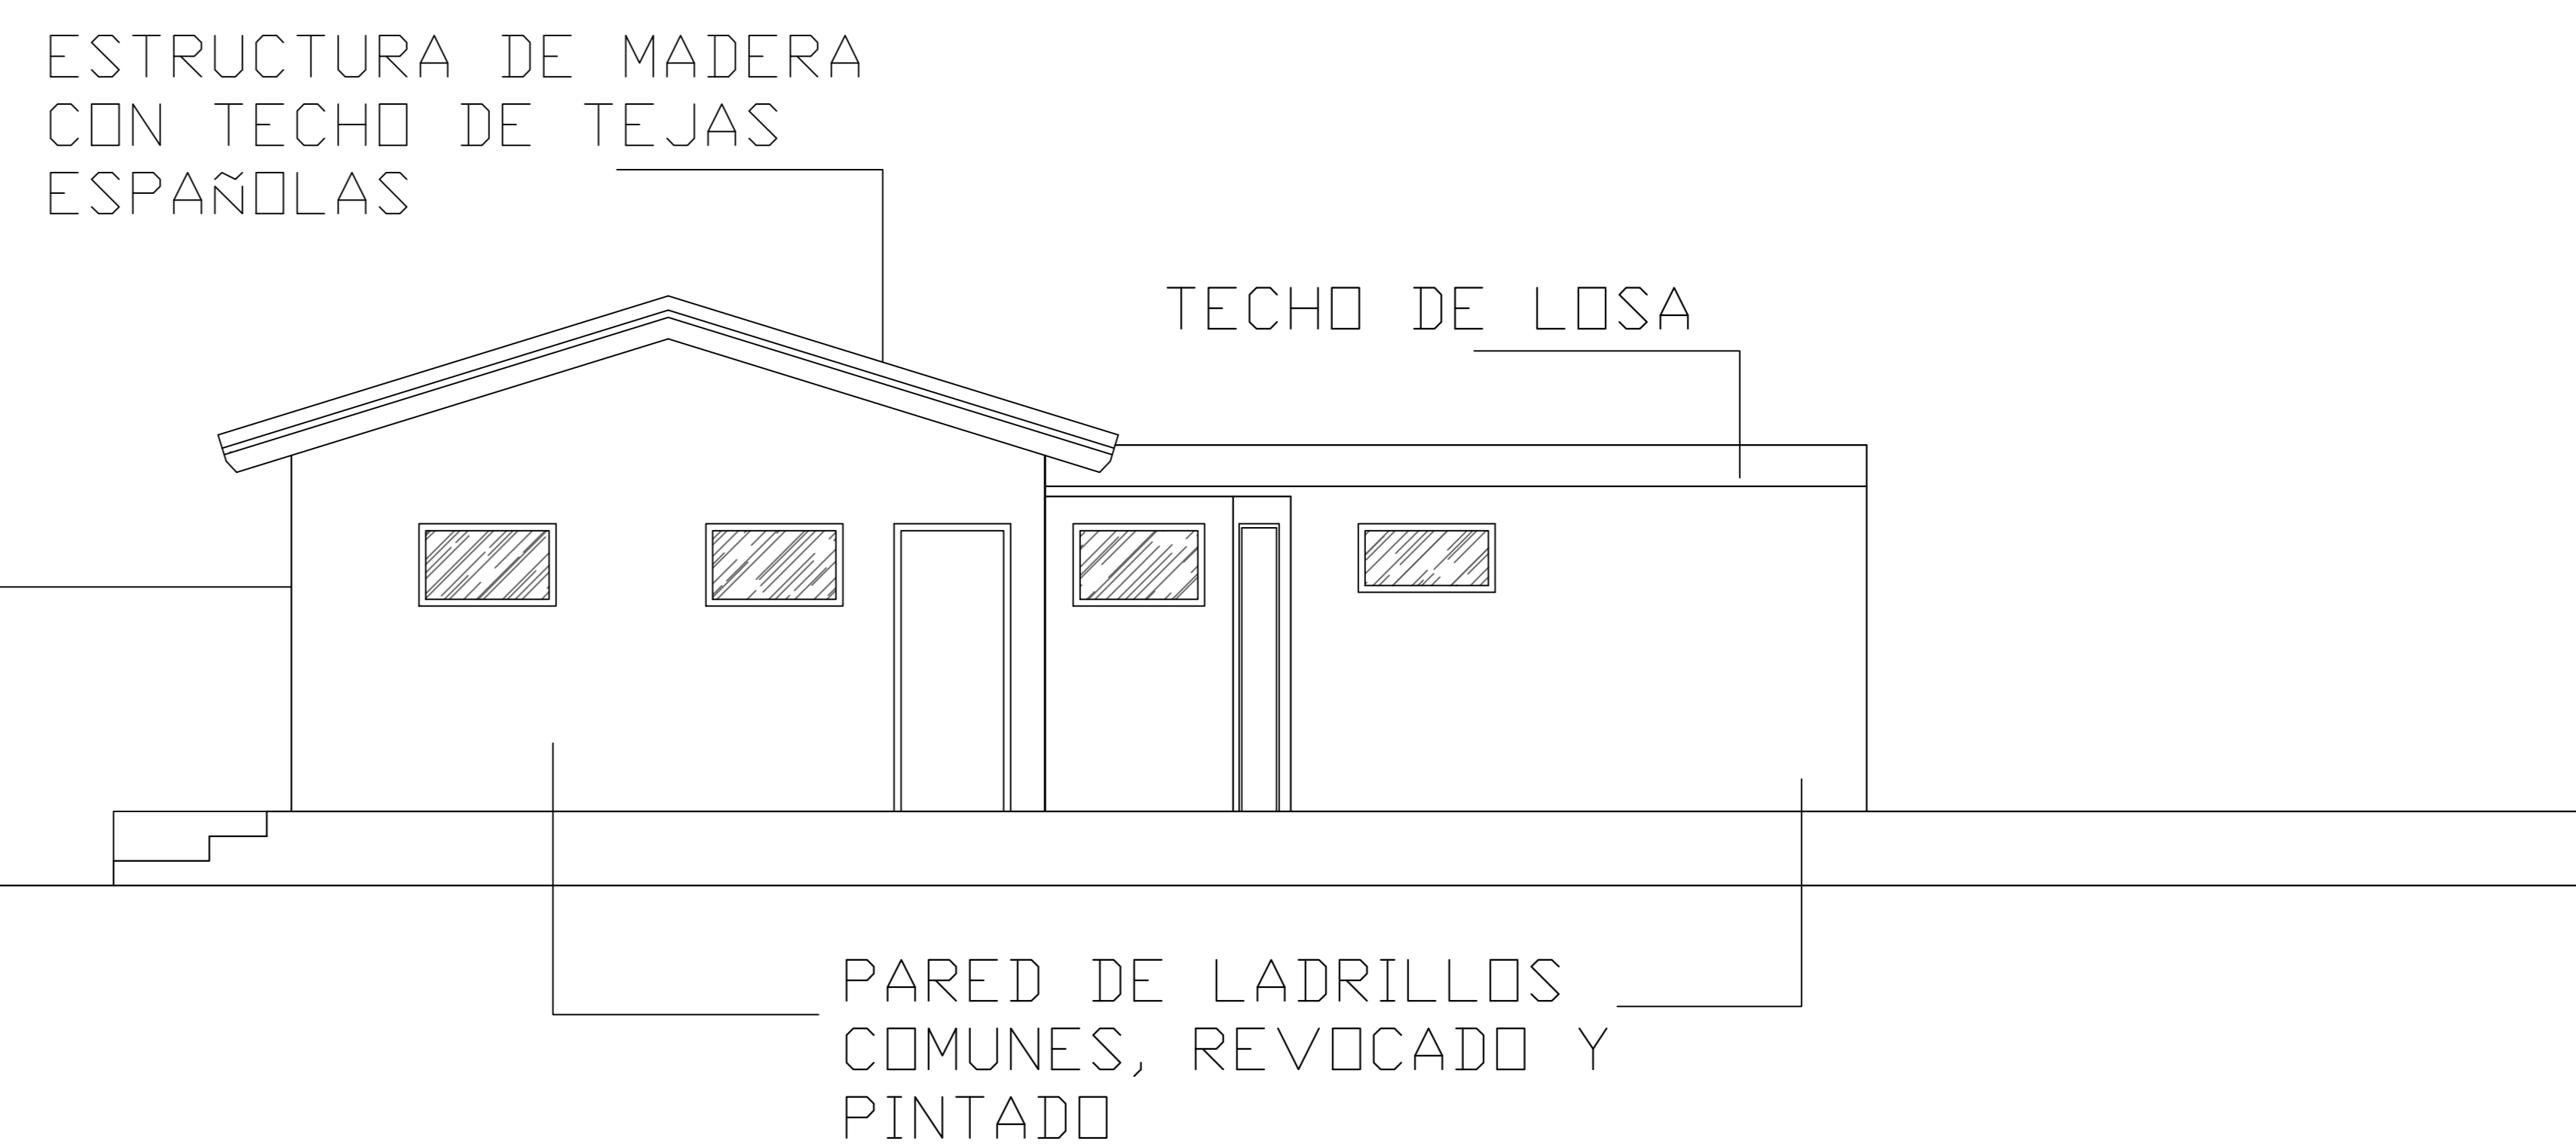 ESTRUCTURA DE MADERA
CON TECHO DE TEJAS
ESPAÑOLAS
TECHO DE LOSA
PARED DE LADRILLOS
COMUNES, REVOCADO Y
PINTADO